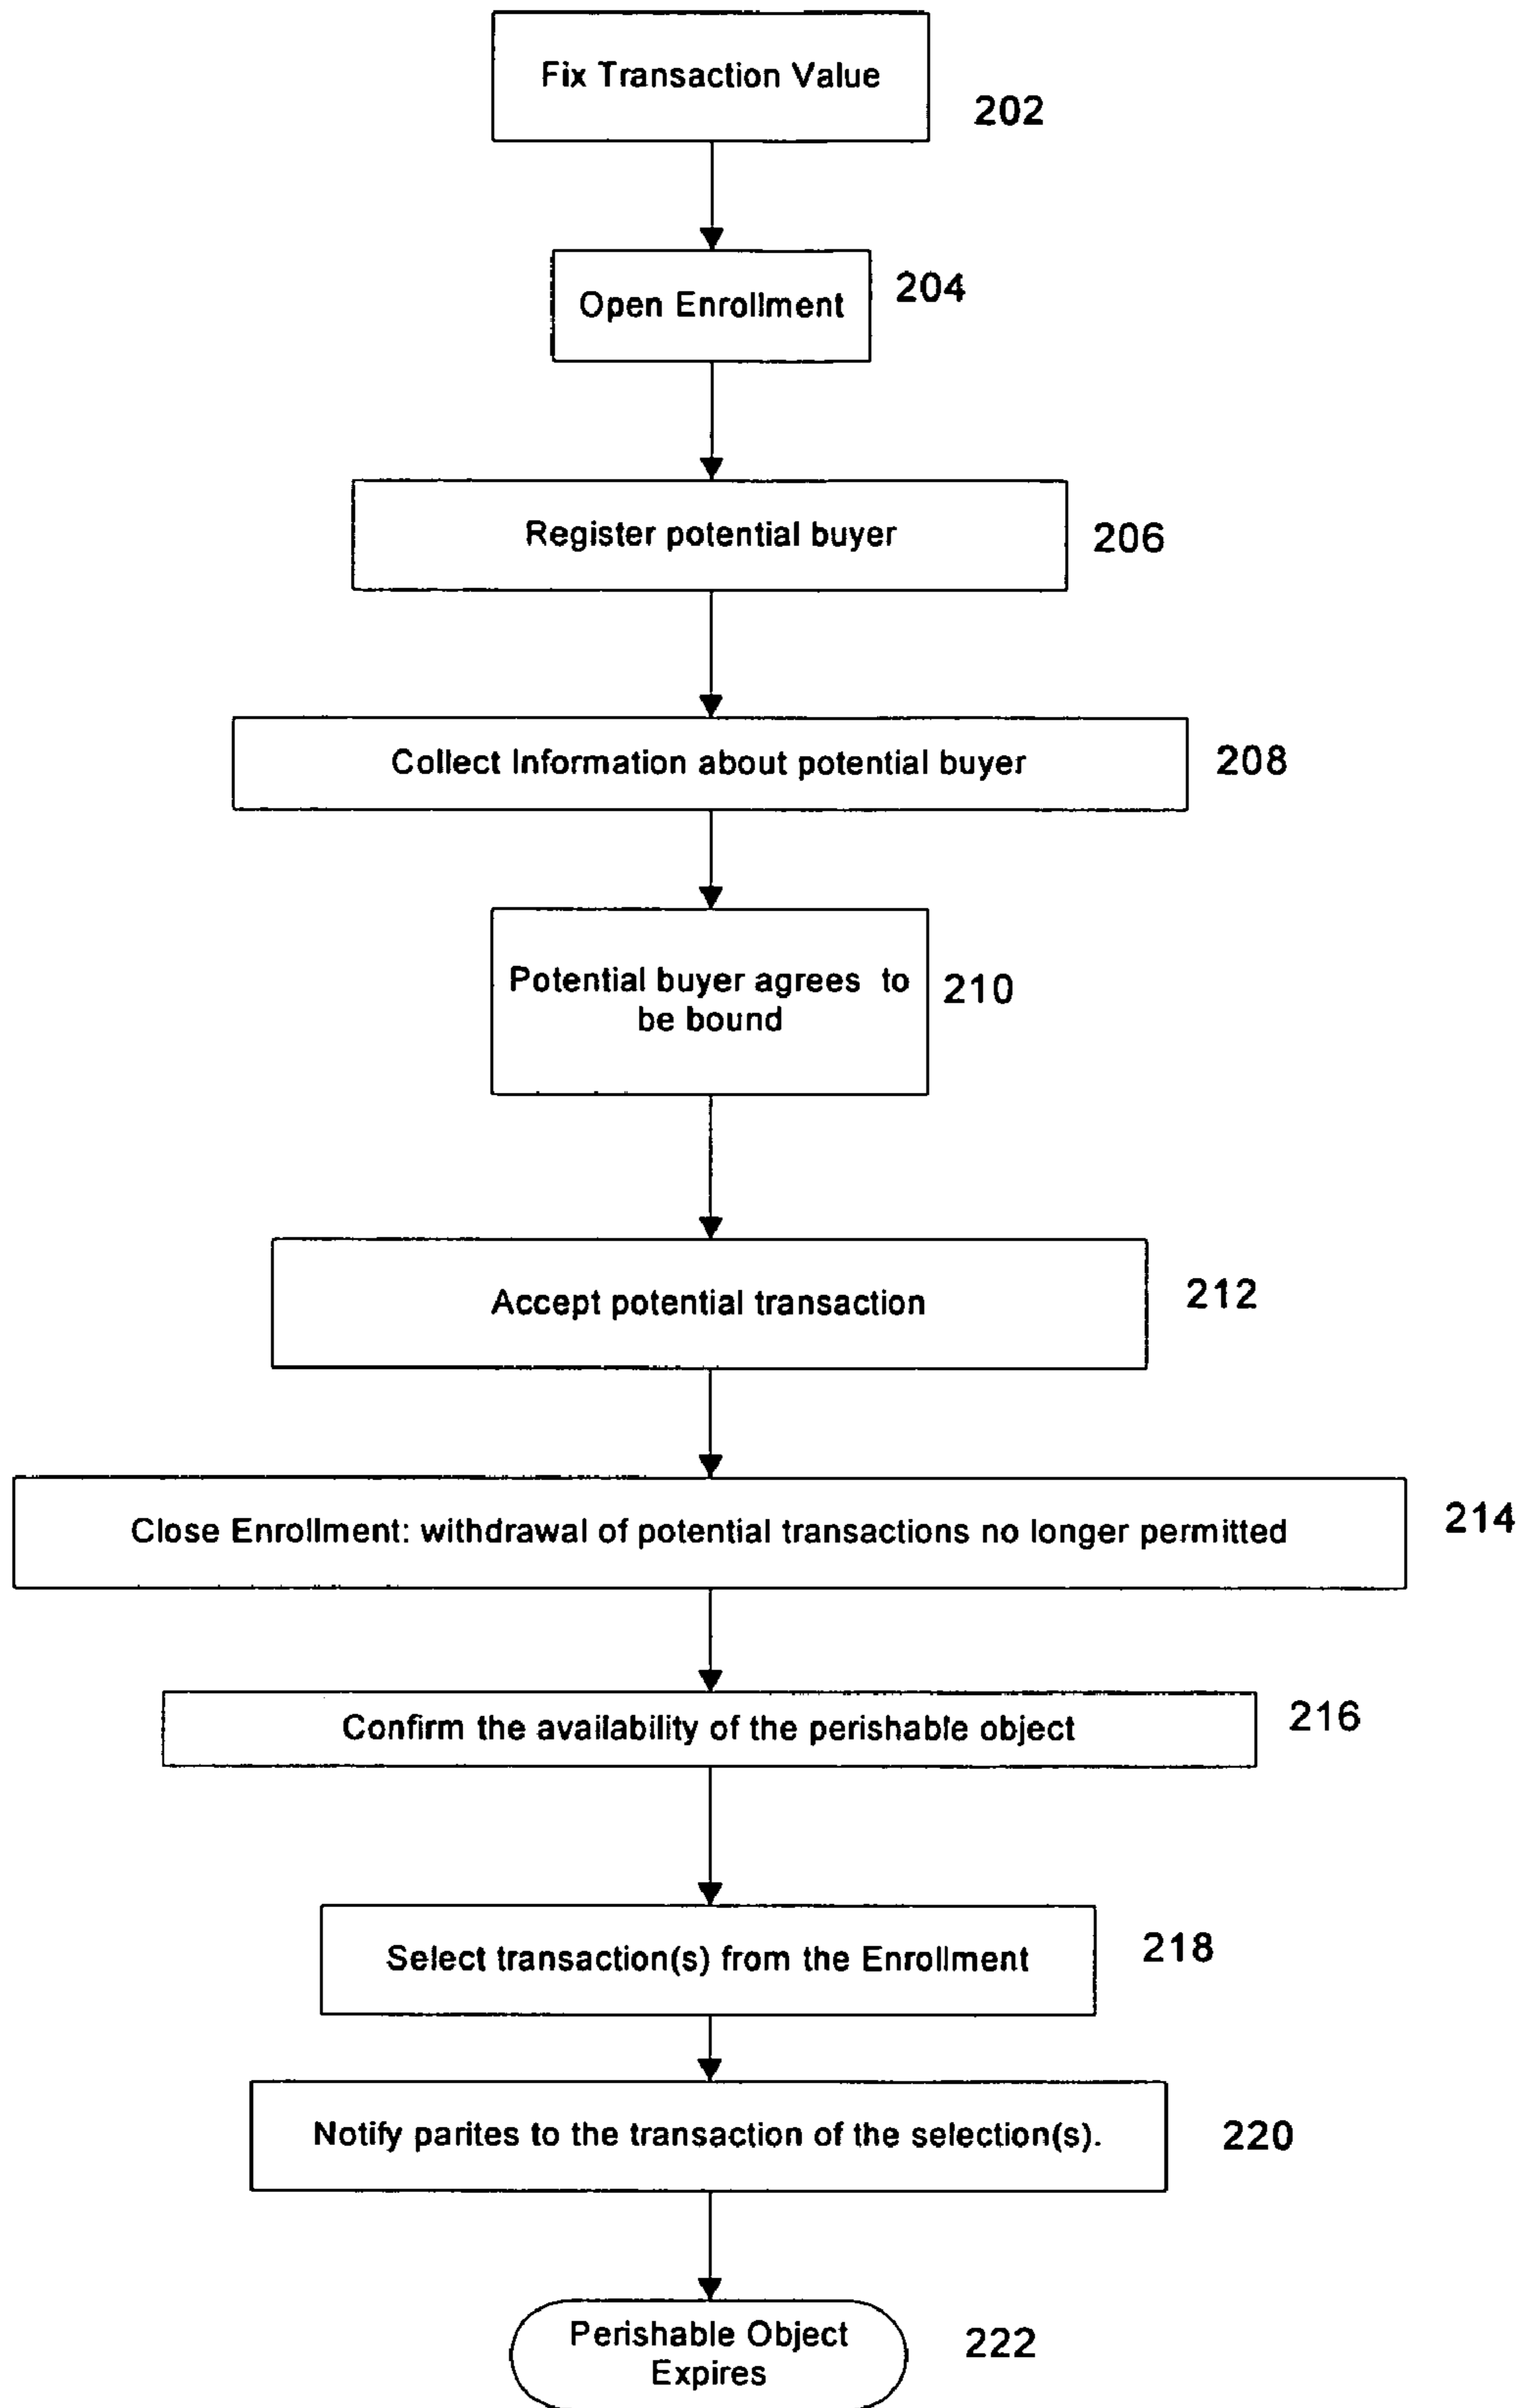 Fix Transaction Value
202
Open Enrollment
204
Register potential buyer
206
Collect Information about potential buyer
208
Potential buyer agrees to
be bound
210
Accept potential transaction
212
Close Enrollment: withdrawal of potential transactions no longer permitted
214
Confirm the availability of the perishable object
216
Select transaction(s) from the Enrollment
218
Notify parites to the transaction of the selection(s).
220
Perishable Object
Expires
222